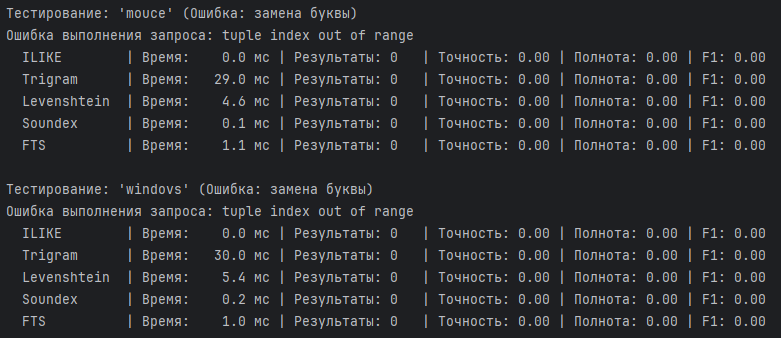 Тестирование: 'mouce' (Ошибка: замена буквы)
Ошибка выполнения запроса: tuple index out of range
  ILIKE        | Время:    0.0 мс | Результаты: 0   | Точность: 0.00 | Полнота: 0.00 | F1: 0.00
  Trigram      | Время:   29.0 мс | Результаты: 0   | Точность: 0.00 | Полнота: 0.00 | F1: 0.00
  Levenshtein  | Время:    4.6 мс | Результаты: 0   | Точность: 0.00 | Полнота: 0.00 | F1: 0.00
  Soundex      | Время:    0.1 мс | Результаты: 0   | Точность: 0.00 | Полнота: 0.00 | F1: 0.00
  FTS          | Время:    1.1 мс | Результаты: 0   | Точность: 0.00 | Полнота: 0.00 | F1: 0.00

Тестирование: 'windovs' (Ошибка: замена буквы)
Ошибка выполнения запроса: tuple index out of range
  ILIKE        | Время:    0.0 мс | Результаты: 0   | Точность: 0.00 | Полнота: 0.00 | F1: 0.00
  Trigram      | Время:   30.0 мс | Результаты: 0   | Точность: 0.00 | Полнота: 0.00 | F1: 0.00
  Levenshtein  | Время:    5.4 мс | Результаты: 0   | Точность: 0.00 | Полнота: 0.00 | F1: 0.00
  Soundex      | Время:    0.2 мс | Результаты: 0   | Точность: 0.00 | Полнота: 0.00 | F1: 0.00
  FTS          | Время:    1.0 мс | Результаты: 0   | Точность: 0.00 | Полнота: 0.00 | F1: 0.00